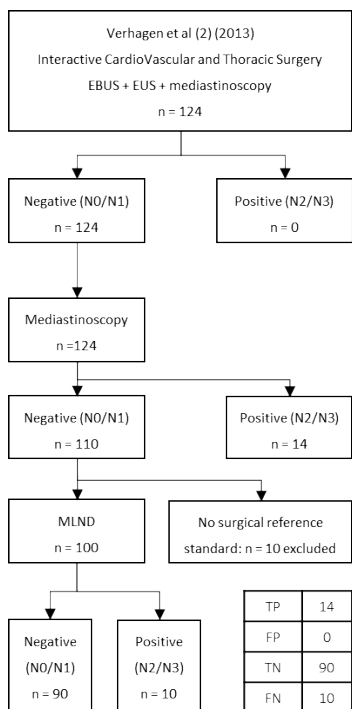 Verhagen et al (2) (2013)
Interactive CardioVascular and Thoracic Surgery
EBUS + EUS + mediastinoscopy
n = 124
Negative (N0/N1)
n = 124
Positive (N2/N3)
n = 0
Mediastinoscopy
n =124
Negative (N0/N1)
n = 110
Positive (N2/N3)
n = 14
MLND
n = 100
No surgical reference
standard: n = 10 excluded
Negative
(N0/N1)
n = 90
Positive
(N2/N3)
n = 10
TP 14
FP 0
TN 90
FN 10